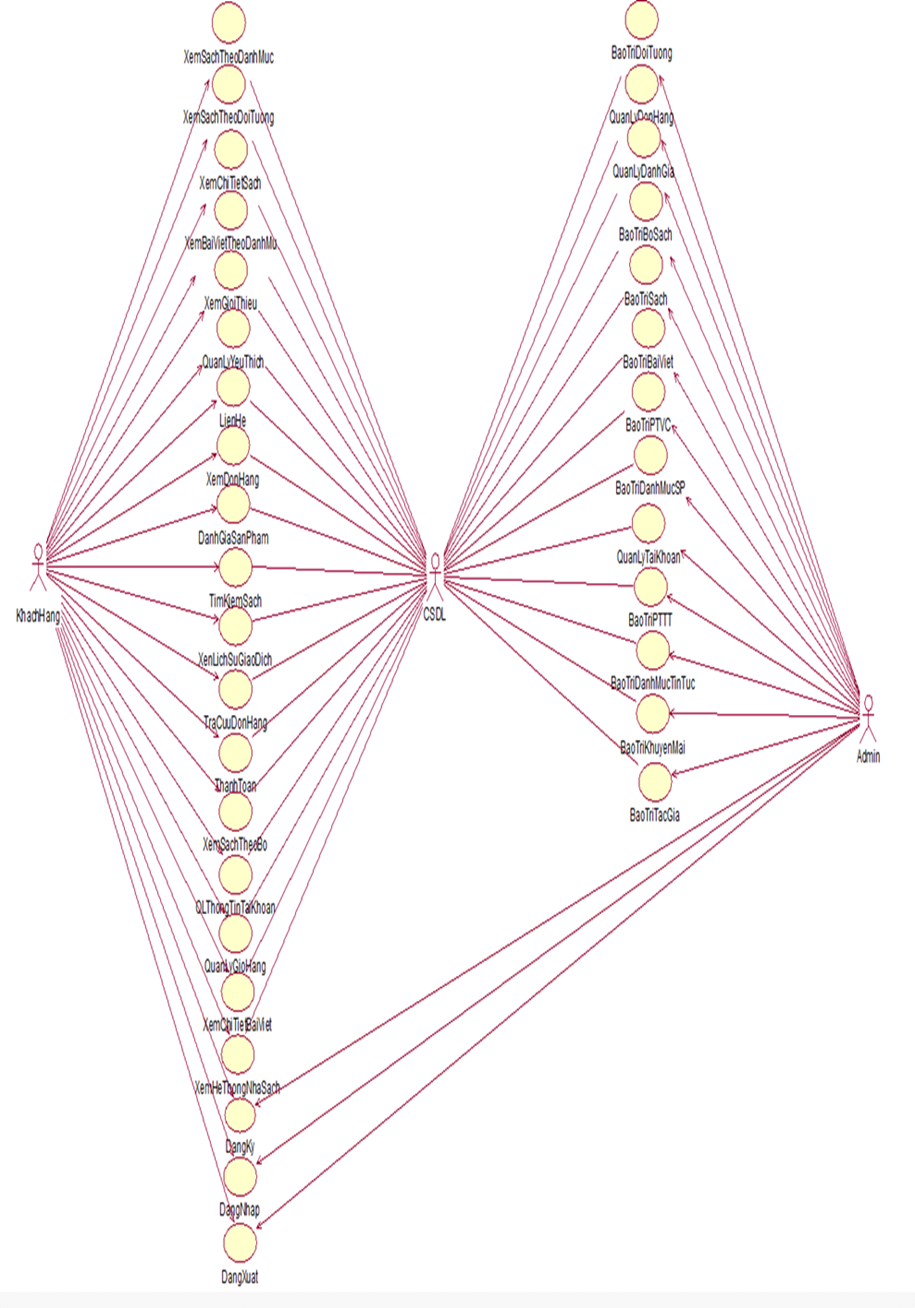 XemSachTheoDanhMuc
XemSachTheoDoiTuong
XemChiTietSach
XemBaiVietTheoDanhMu
XemGioiThieu
QuanLyYeuThich
LienHe
XemDonHang
DanhGiaSanPham
TimKiemSach
XenLichSuGiaoDich
TraCuuDonHang
ThanhToan
XemSachTheoBo
QLThongTinTaiKhoan
QuanLyGioHang
XemChiTietBaiViet
XemHeThongNhaSach
DangKy
DangNhap
DangXuat
KhachHang
CSDL
BaoTriDoiTuong
QuanLyDonHang
QuanLyDanhGia
BaoTriBoSach
BaoTriSach
BaoTriBaiViet
BaoTriPTVC
BaoTriDanhMucSP
QuanLyTaiKhoan
BaoTriPTTT
BaoTriDanhMucTinTuc
BaoTriKhuyenMai
BaoTriTacGia
Admin